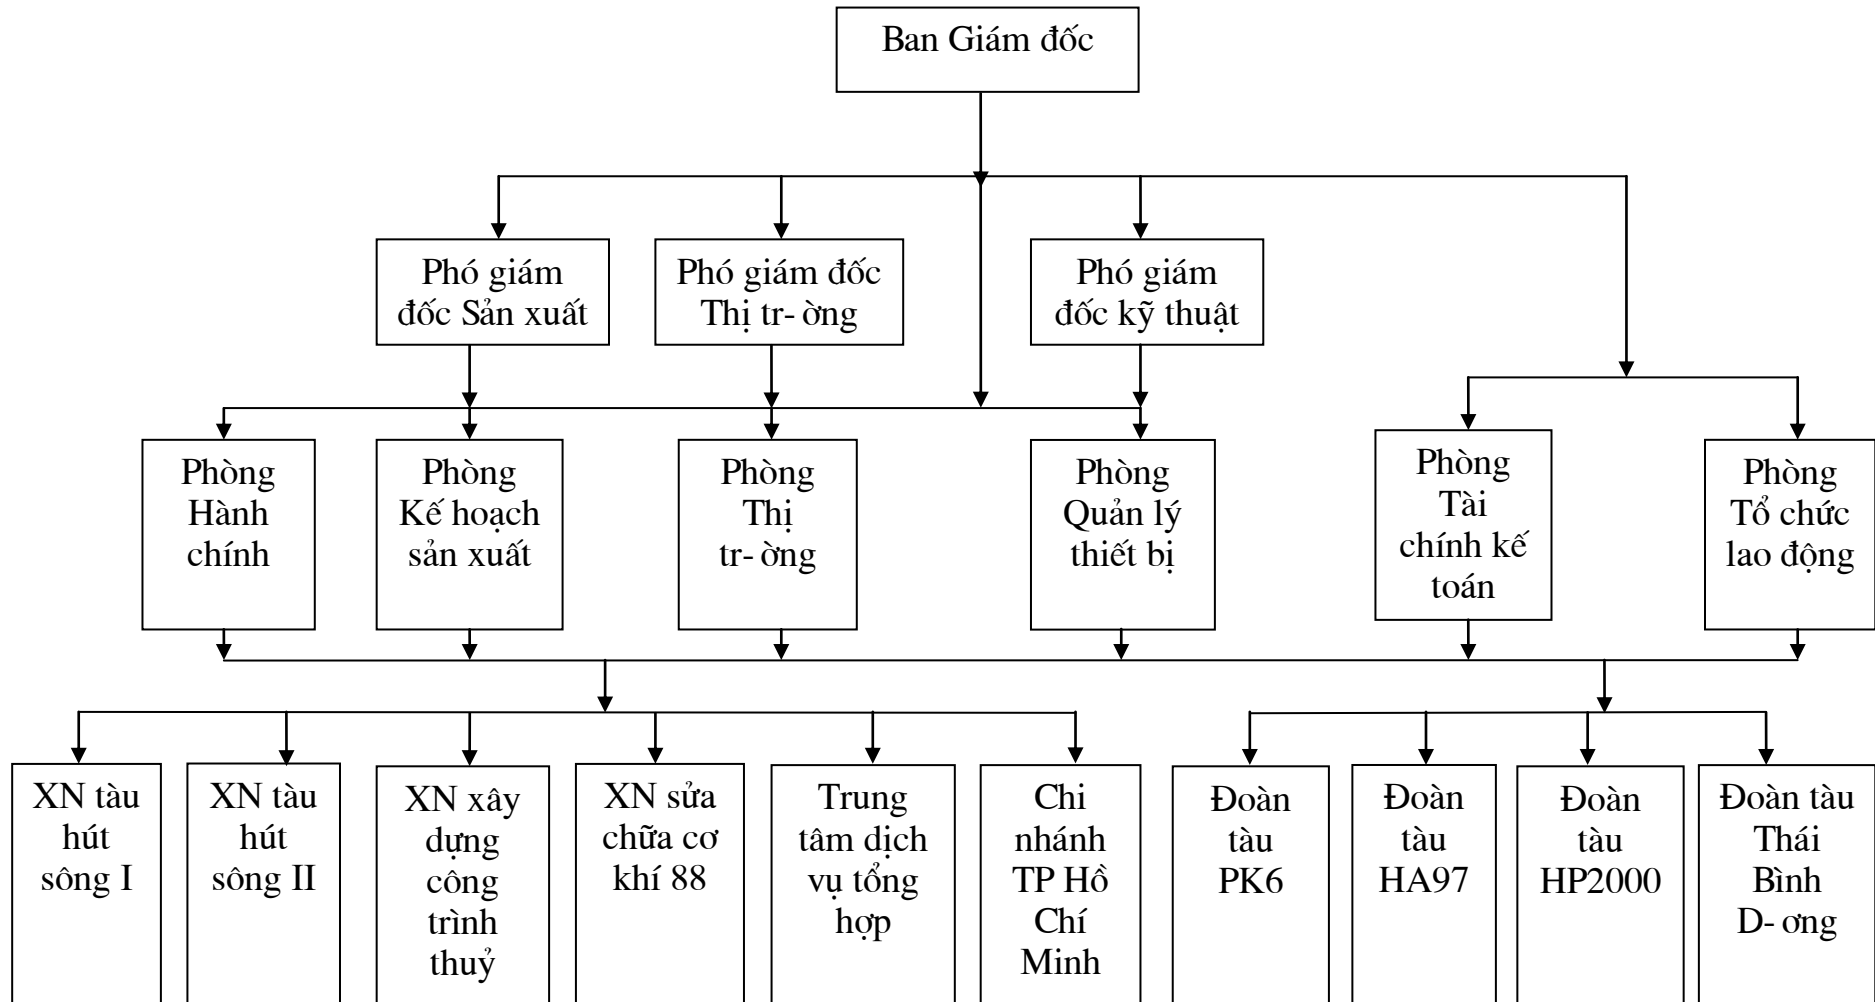 Ban Giám đốc
Phó giám
đốc Sản xuất
Phó giám đốc
Thị tr- ờng
Phó giám
đốc kỹ thuật
Phòng
Hành
chính
Phòng
Kế hoạch
sản xuất
Phòng
Thị
tr- ờng
Phòng
Quản lý
thiết bị
Phòng
Tài
chính kế
toán
Phòng
Tổ chức
lao động
XN tàu
hút
sông I
XN tàu
hút
sông II
XN xây
dựng
công
trình
thuỷ
XN sửa
chữa cơ
khí 88
Trung
tâm dịch
vụ tổng
hợp
Chi
nhánh
TP Hồ
Chí
Minh
Đoàn
tàu
PK6
Đoàn
tàu
HA97
Đoàn
tàu
HP2000
Đoàn tàu
Thái
Bình
D- ơng